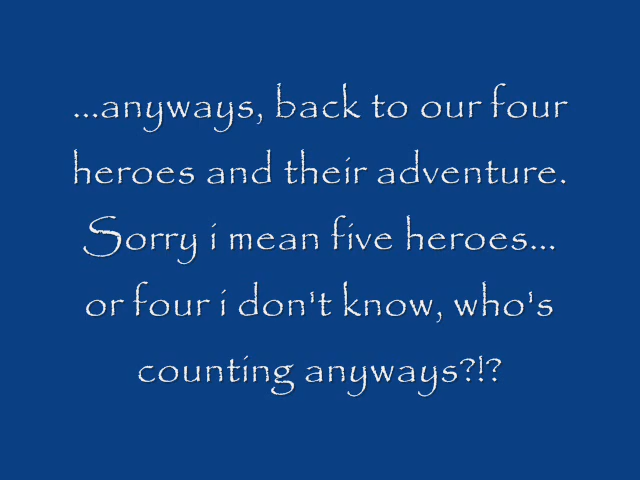 ...anyways, back to our four
heroes and their adventure.
Sorry i mean five heroes...
or four i don't know, who's
counting anyways?!?